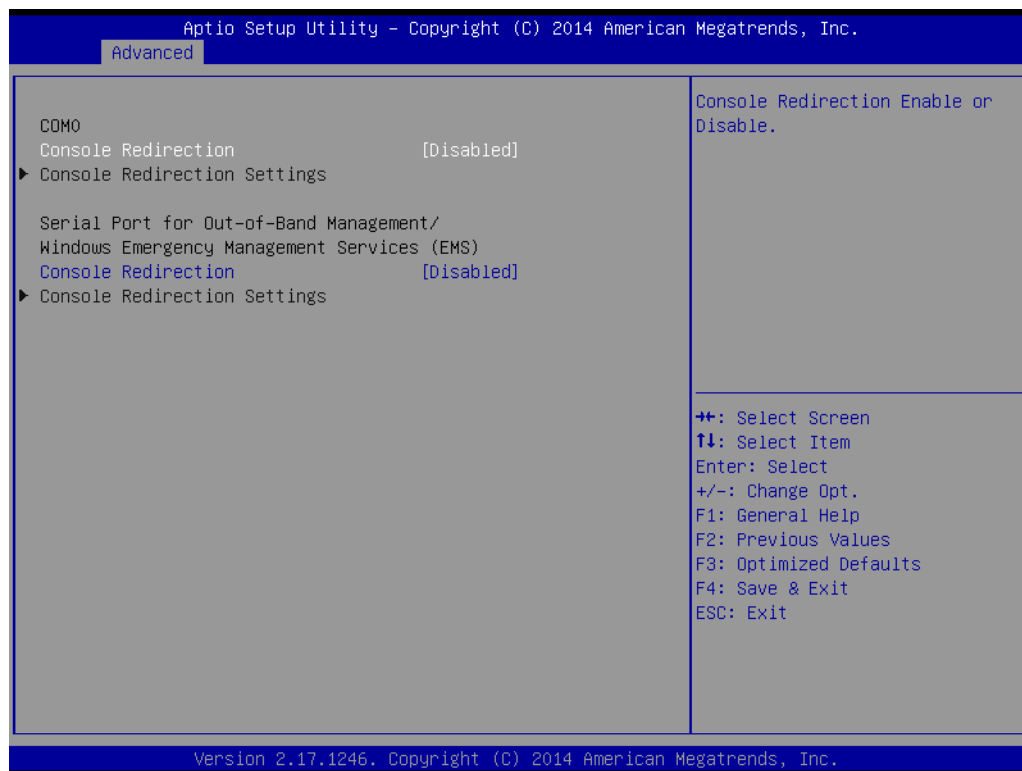 Aptio Setup Utility – Copyright (C) 2014 American Megatrends, Inc.
Advanced
COM0
Console Redirection [Disabled]
▶ Console Redirection Settings
Serial Port for Out-of-Band Management/
Windows Emergency Management Services (EMS)
Console Redirection [Disabled]
▶ Console Redirection Settings
Console Redirection Enable or
Disable.
→←: Select Screen
↑↓: Select Item
Enter: Select
+/-: Change Opt.
F1: General Help
F2: Previous Values
F3: Optimized Defaults
F4: Save & Exit
ESC: Exit
Version 2.17.1246. Copyright (C) 2014 American Megatrends, Inc.